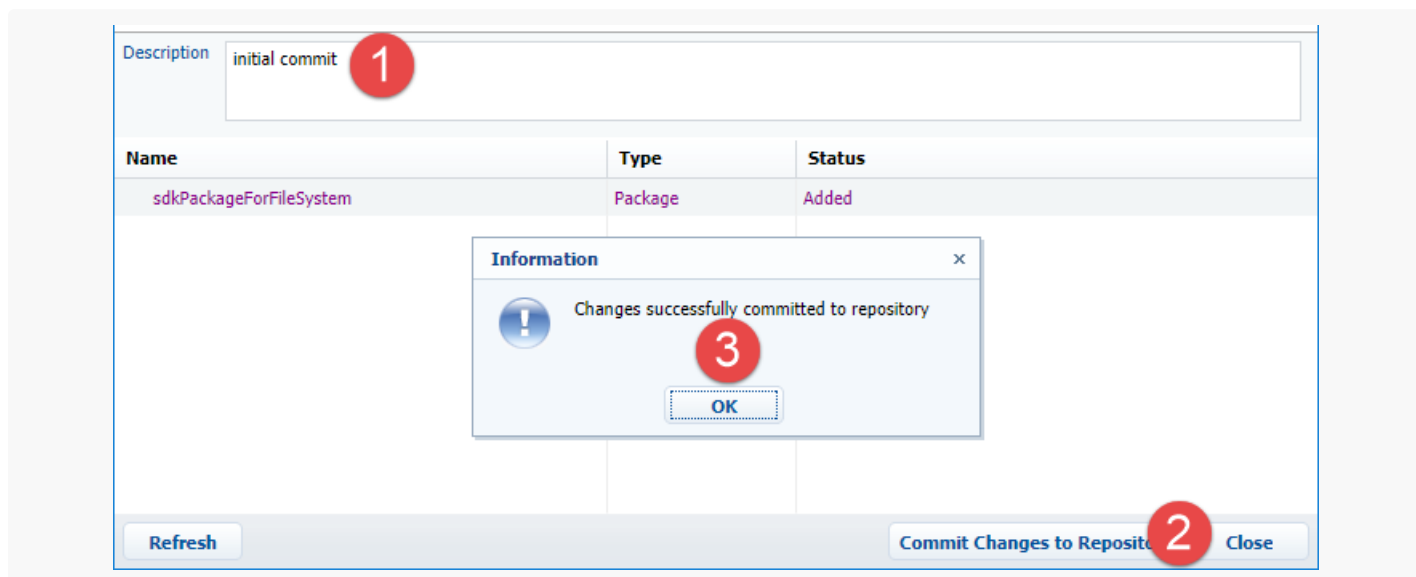 Description
initial commit
1
Name Type Status
sdkPackageForFileSystem Package Added
Information
Changes successfully committed to repository
3
OK
Refresh
Commit Changes to
2
Close